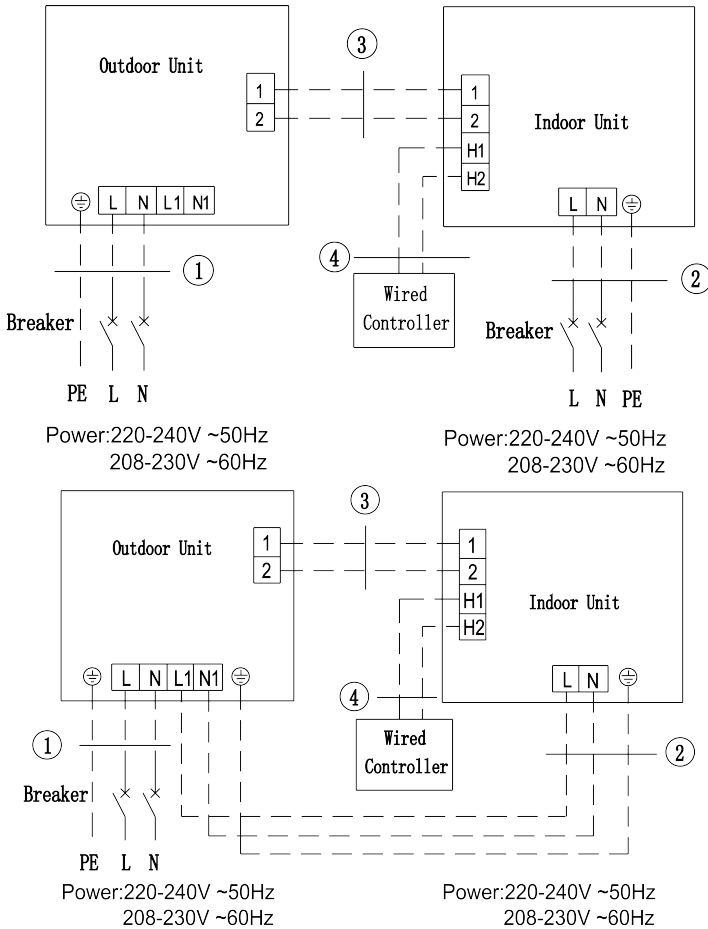 Outdoor Unit
1
2
③
1
2
H1
H2
Indoor Unit
L N L1 N1
L N
①
④
Wired
Controller
②
Breaker
Breaker
PE L N
L N PE
Power:220-240V ~50Hz
208-230V ~60Hz
Power:220-240V ~50Hz
208-230V ~60Hz
Outdoor Unit
1
2
③
1
2
H1
H2
Indoor Unit
L N L1 N1
L N
①
④
Wired
Controller
②
Breaker
PE L N
Power:220-240V ~50Hz
208-230V ~60Hz
Power:220-240V ~50Hz
208-230V ~60Hz